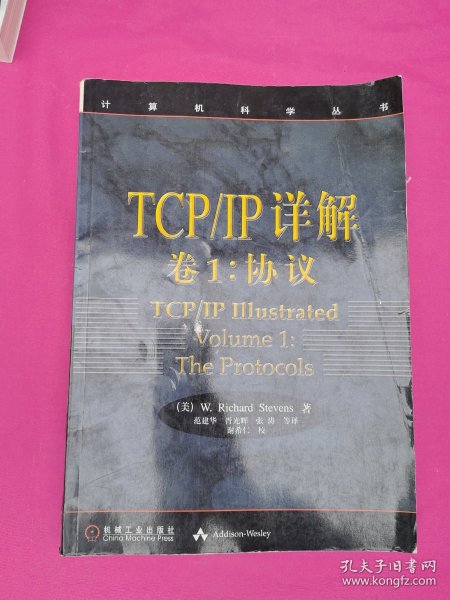 计算机科学丛书
TCP/IP详解
卷1:协议
TCP/IP Illustrated
Volume 1:
The Protocols
(美) W. Richard Stevens 著
范建华 胥光辉 张涛 等译
谢希仁 校
机械工业出版社
China Machine Press
Addison-Wesley
孔夫子旧书网
www.kongfz.com